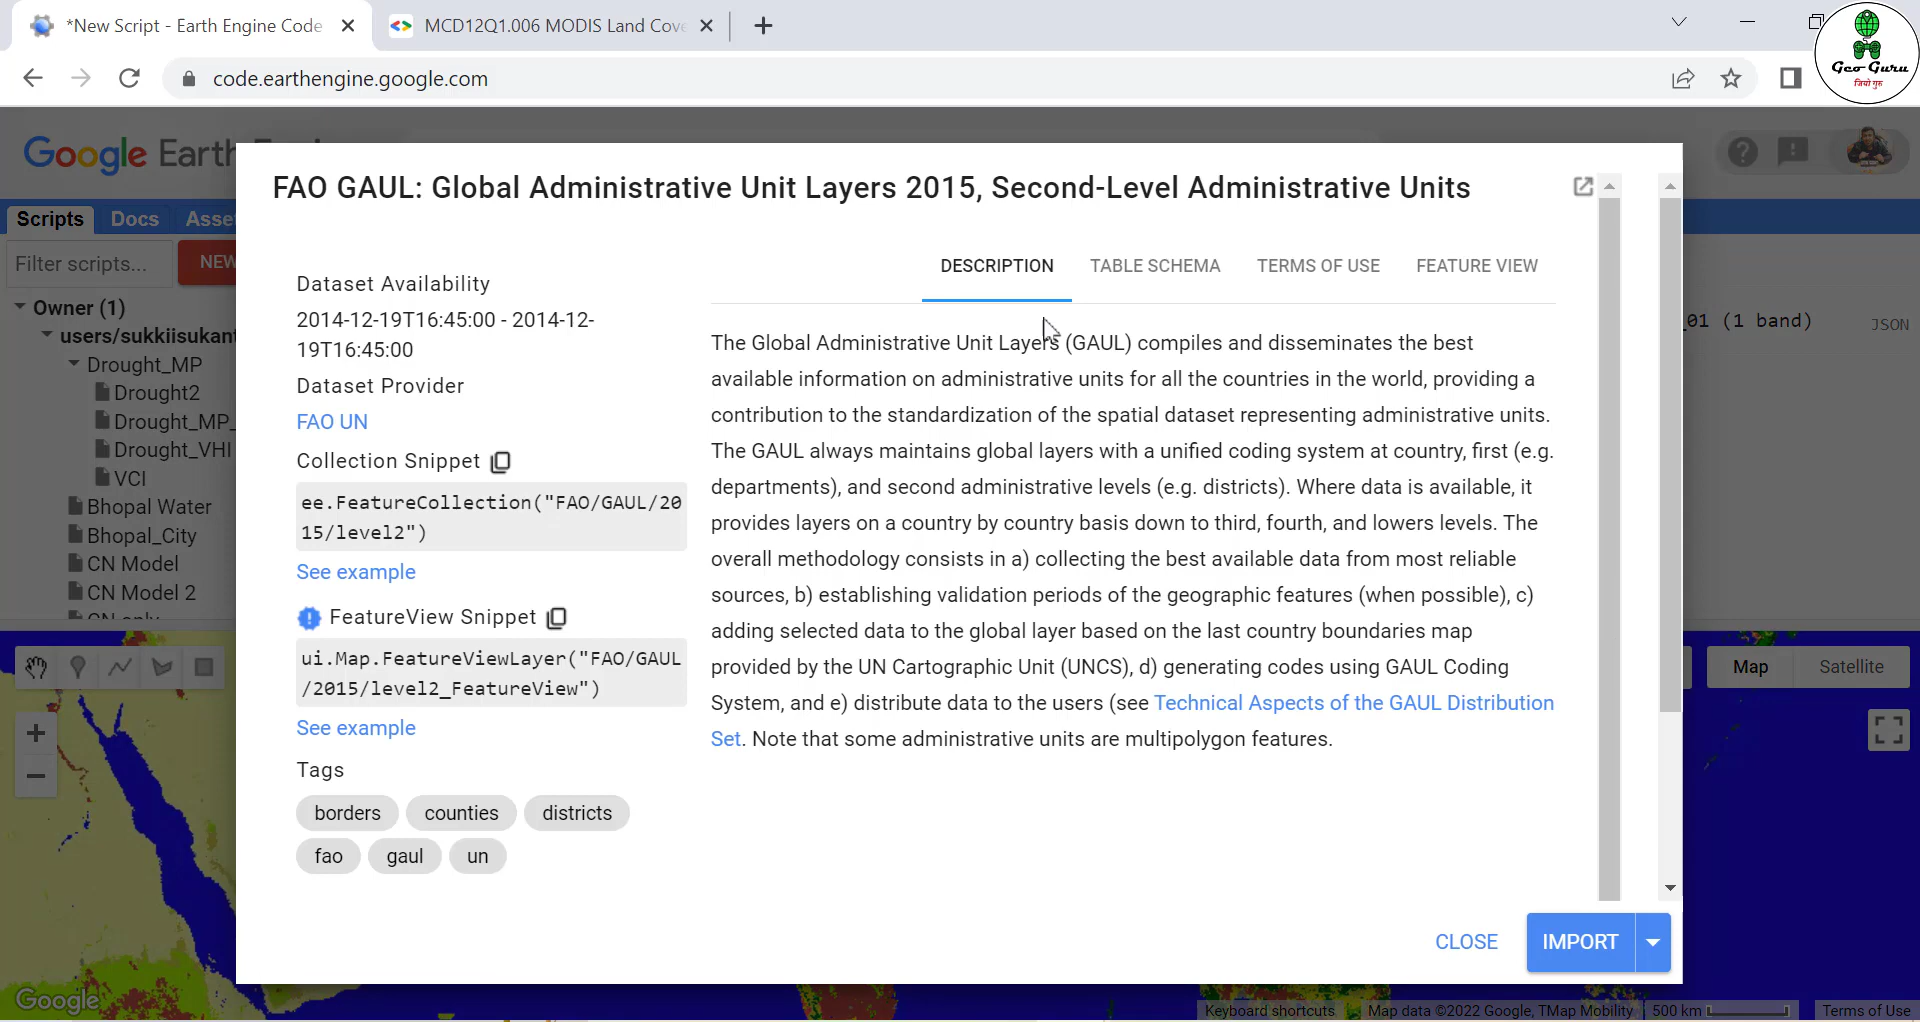 *New Script - Earth Engine Code
MCD12Q1.006 MODIS Land Cove
code.earthengine.google.com
Geo Guru
जियो गुरु
Google Earth
FAO GAUL: Global Administrative Unit Layers 2015, Second-Level Administrative Units
Scripts Docs Asse
Filter scripts...
NEW
Owner (1)
users/sukkiisukant
Drought_MP
Drought2
Drought_MP_
Drought_VHI
VCI
Bhopal Water
Bhopal_City
CN Model
CN Model 2
CN only
Dataset Availability
2014-12-19T16:45:00 - 2014-12-
19T16:45:00
Dataset Provider
FAO UN
Collection Snippet
ee.FeatureCollection("FAO/GAUL/20
15/level2")
See example
FeatureView Snippet
ui.Map.FeatureViewLayer("FAO/GAUL
/2015/level2_FeatureView")
See example
Tags
borders counties districts
fao gaul un
DESCRIPTION TABLE SCHEMA TERMS OF USE FEATURE VIEW
The Global Administrative Unit Layers (GAUL) compiles and disseminates the best
available information on administrative units for all the countries in the world, providing a
contribution to the standardization of the spatial dataset representing administrative units.
The GAUL always maintains global layers with a unified coding system at country, first (e.g.
departments), and second administrative levels (e.g. districts). Where data is available, it
provides layers on a country by country basis down to third, fourth, and lowers levels. The
overall methodology consists in a) collecting the best available data from most reliable
sources, b) establishing validation periods of the geographic features (when possible), c)
adding selected data to the global layer based on the last country boundaries map
provided by the UN Cartographic Unit (UNCS), d) generating codes using GAUL Coding
System, and e) distribute data to the users (see Technical Aspects of the GAUL Distribution
Set. Note that some administrative units are multipolygon features.
CLOSE IMPORT
_01 (1 band)
JSON
Map Satellite
Google
Keyboard shortcuts Map data ©2022 Google, TMap Mobility 500 km Terms of Use